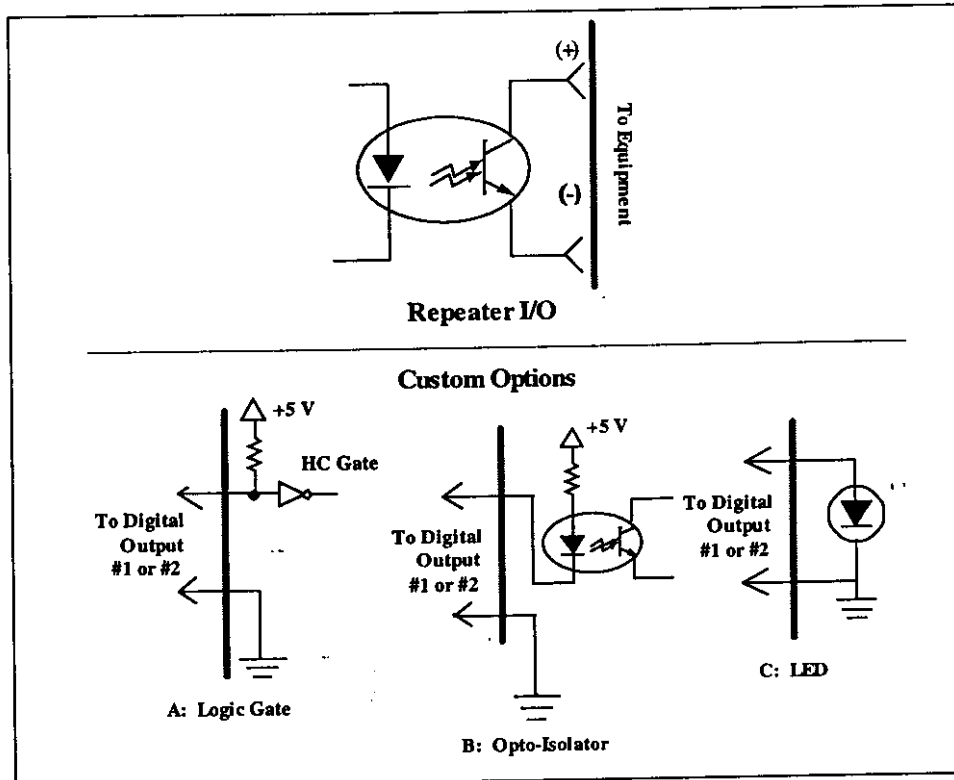 (+)
To Equipment
(-)
Repeater I/O
Custom Options
+5 V
HC Gate
To Digital
Output
#1 or #2
A: Logic Gate
+5 V
To Digital
Output
#1 or #2
B: Opto-Isolator
To Digital
Output
#1 or #2
C: LED